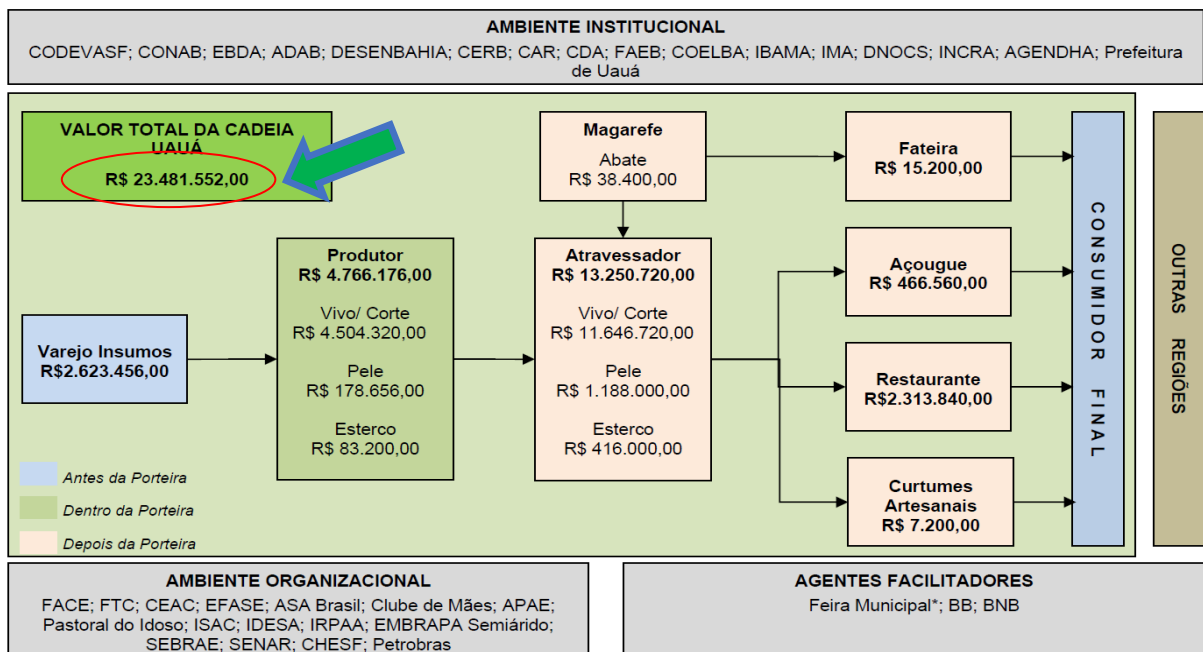 AMBIENTE INSTITUCIONAL
CODEVASF; CONAB; EBDA; ADAB; DESENBAHIA; CERB; CAR; CDA; FAEB; COELBA; IBAMA; IMA; DNOCS; INCRA; AGENDHA; Prefeitura
de Uauá
VALOR TOTAL DA CADEIA
UAUÁ
R$ 23.481.552,00
Magarefe
Abate
R$ 38.400,00
Fateira
R$ 15.200,00
Varejo Insumos
R$2.623.456,00
Produtor
R$ 4.766.176,00
Vivo/ Corte
R$ 4.504.320,00
Pele
R$ 178.656,00
Esterco
R$ 83.200,00
Atravessador
R$ 13.250.720,00
Vivo/ Corte
R$ 11.646.720,00
Pele
R$ 1.188.000,00
Esterco
R$ 416.000,00
Açougue
R$ 466.560,00
Restaurante
R$2.313.840,00
Curtumes
Artesanais
R$ 7.200,00
CONSUMIDOR FINAL
OUTRAS REGIÕES
Antes da Porteira
Dentro da Porteira
Depois da Porteira
AMBIENTE ORGANIZACIONAL
FACE; FTC; CEAC; EFASE; ASA Brasil; Clube de Mães; APAE;
Pastoral do Idoso; ISAC; IDESA; IRPAA; EMBRAPA Semiárido;
SEBRAE; SENAR; CHESF; Petrobras
AGENTES FACILITADORES
Feira Municipal*; BB; BNB